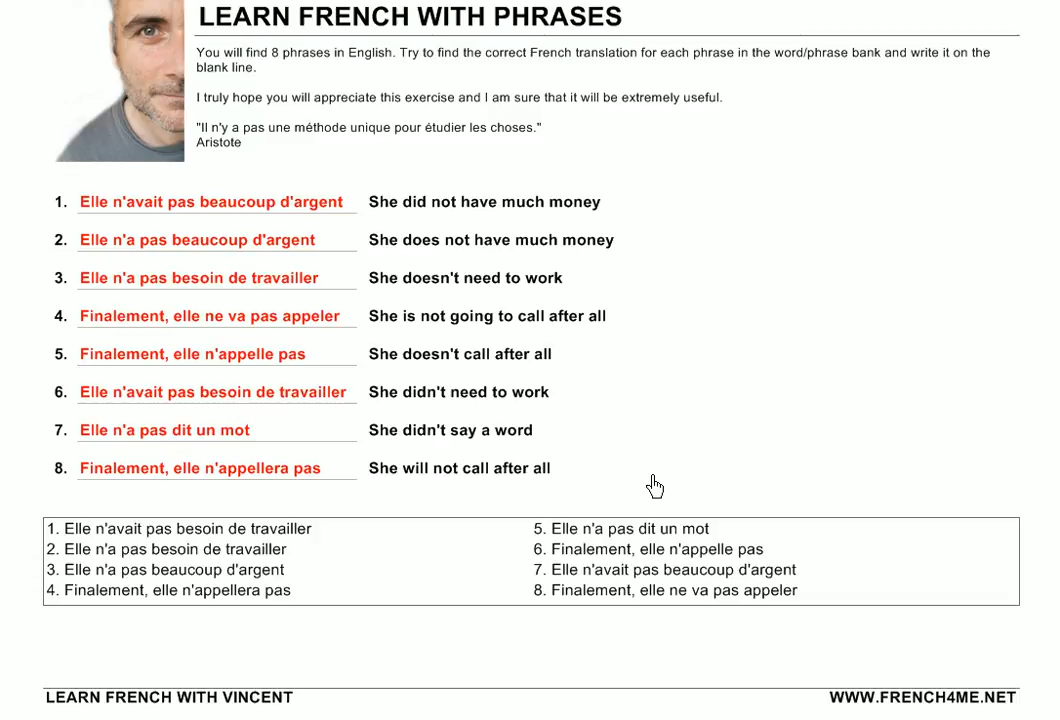 LEARN FRENCH WITH PHRASES
You will find 8 phrases in English. Try to find the correct French translation for each phrase in the word/phrase bank and write it on the
blank line.
I truly hope you will appreciate this exercise and I am sure that it will be extremely useful.
"Il n'y a pas une méthode unique pour étudier les choses."
Aristote
1. Elle n'avait pas beaucoup d'argent She did not have much money
2. Elle n'a pas beaucoup d'argent She does not have much money
3. Elle n'a pas besoin de travailler She doesn't need to work
4. Finalement, elle ne va pas appeler She is not going to call after all
5. Finalement, elle n'appelle pas She doesn't call after all
6. Elle n'avait pas besoin de travailler She didn't need to work
7. Elle n'a pas dit un mot She didn't say a word
8. Finalement, elle n'appellera pas She will not call after all
1. Elle n'avait pas besoin de travailler
2. Elle n'a pas besoin de travailler
3. Elle n'a pas beaucoup d'argent
4. Finalement, elle n'appellera pas
5. Elle n'a pas dit un mot
6. Finalement, elle n'appelle pas
7. Elle n'avait pas beaucoup d'argent
8. Finalement, elle ne va pas appeler
LEARN FRENCH WITH VINCENT WWW.FRENCH4ME.NET